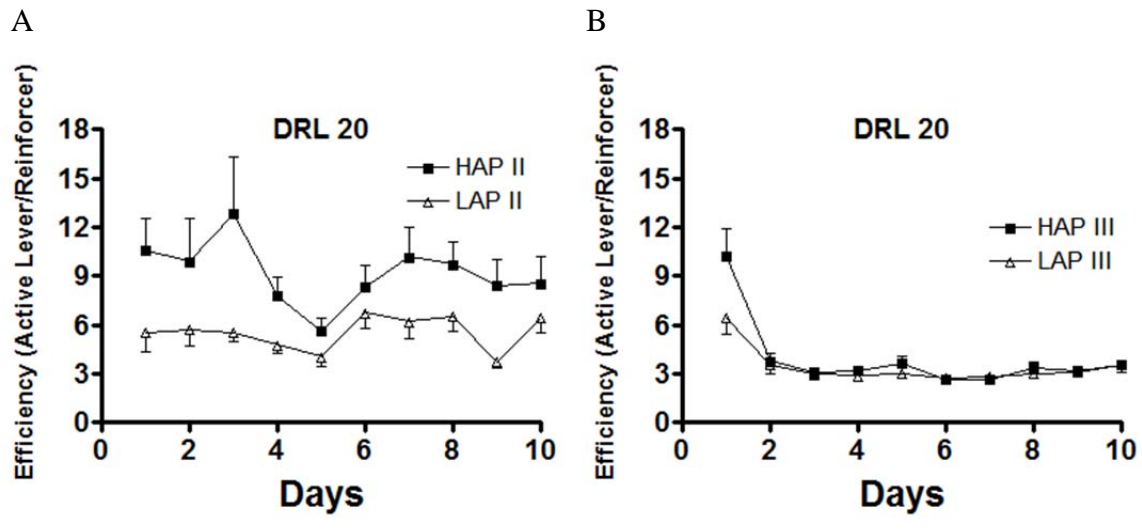 A
B
Efficiency (Active Lever/Reinforcer)
DRL 20
HAP II
LAP II
18
15
12
9
6
3
0
0 2 4 6 8 10
Days
Efficiency (Active Lever/Reinforcer)
DRL 20
HAP III
LAP III
18
15
12
9
6
3
0
0 2 4 6 8 10
Days